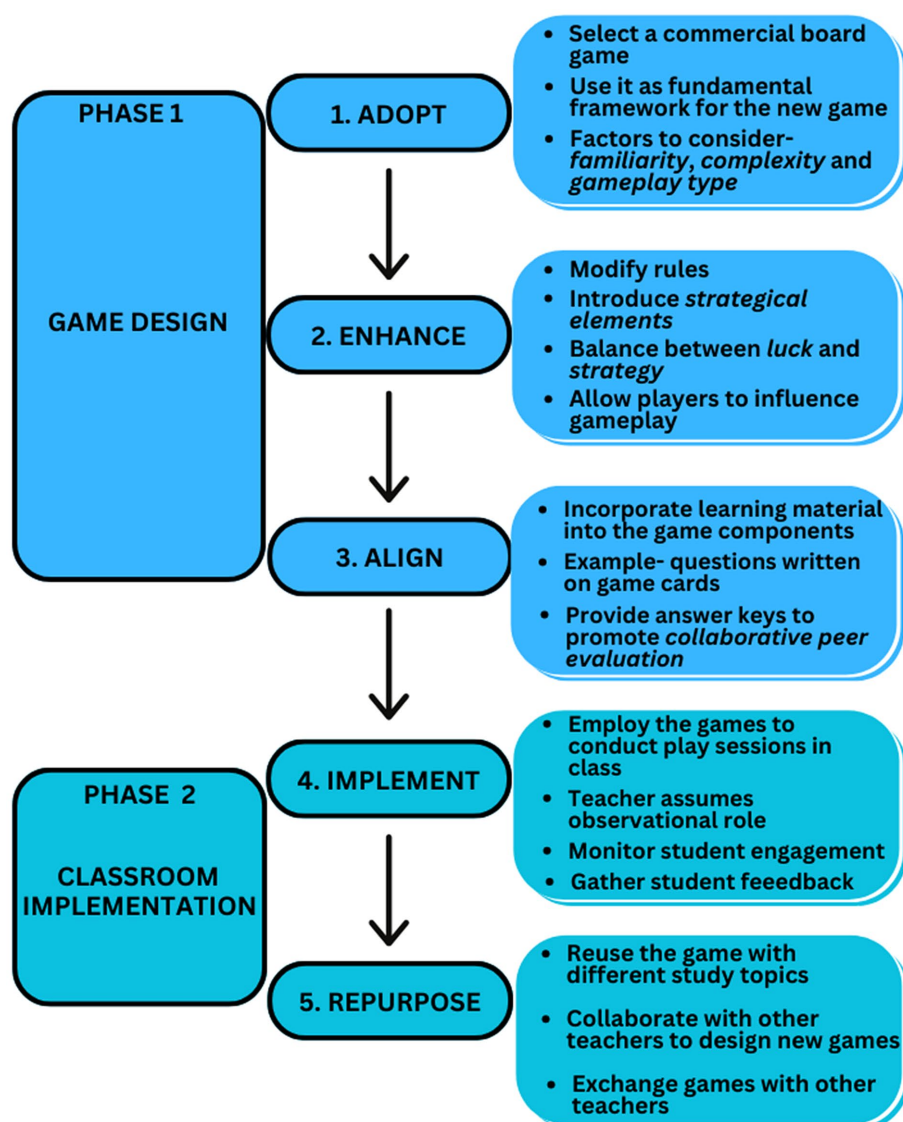 PHASE 1
GAME DESIGN
1. ADOPT
• Select a commercial board
game
• Use it as fundamental
framework for the new game
• Factors to consider-
familiarity, complexity and
gameplay type
2. ENHANCE
• Modify rules
• Introduce strategical
elements
• Balance between luck and
strategy
• Allow players to influence
gameplay
3. ALIGN
• Incorporate learning material
into the game components
• Example- questions written
on game cards
• Provide answer keys to
promote collaborative peer
evaluation
PHASE 2
CLASSROOM
IMPLEMENTATION
4. IMPLEMENT
• Employ the games to
conduct play sessions in
class
• Teacher assumes
observational role
• Monitor student engagement
• Gather student feeedback
5. REPURPOSE
• Reuse the game with
different study topics
• Collaborate with other
teachers to design new games
• Exchange games with other
teachers